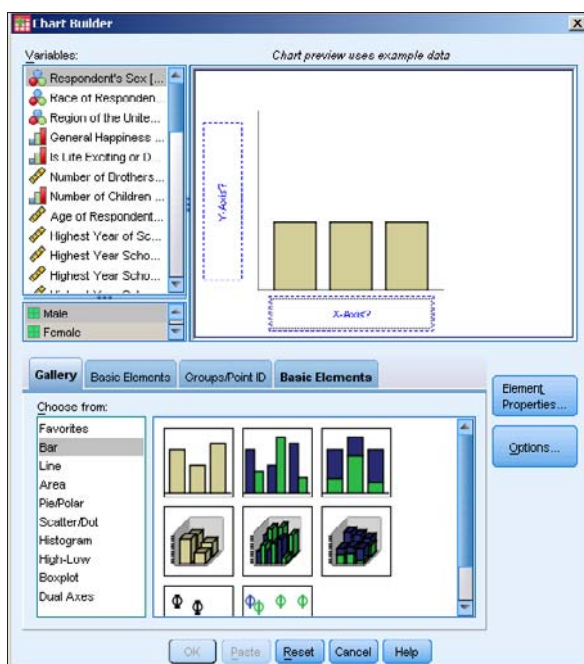 Chart Builder
Variables:
Chart preview uses example data
Respondent's Sex [...
Race of Responden...
Region of the Unite...
General Happiness ...
Is Life Exciting or D...
Number of Brothers...
Number of Children ...
Age of Respondent...
Highest Year of Sc...
Highest Year Scho...
Highest Year Scho...
Male
Female
Y-Axis?
X-Axis?
Gallery
Basic Elements
Groups/Point ID
Basic Elements
Choose from:
Favorites
Bar
Line
Area
Pie/Polar
Scatter/Dot
Histogram
High-Low
Boxplot
Dual Axes
Element
Properties...
Options...
OK
Paste
Reset
Cancel
Help